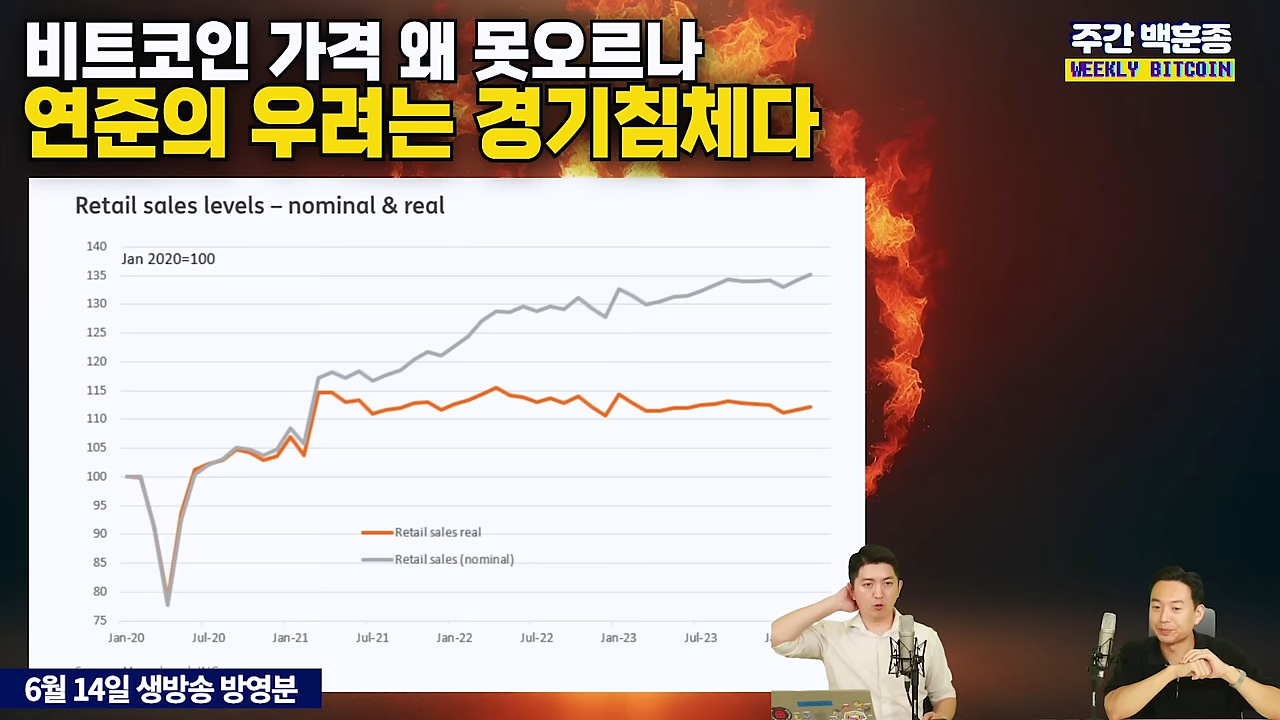 비트코인 가격 왜 못오르나
연준의 우려는 경기침체다
주간 백훈종
WEEKLY BITCOIN
Retail sales levels – nominal & real
Jan 2020=100
140
135
130
125
120
115
110
105
100
95
90
85
80
75
Retail sales real
Retail sales (nominal)
Jan-20 Jul-20 Jan-21 Jul-21 Jan-22 Jul-22 Jan-23 Jul-23
6월 14일 생방송 방영분